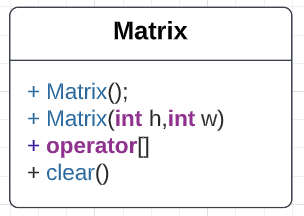 Matrix
+ Matrix();
+ Matrix(int h,int w)
+ operator[]
+ clear()